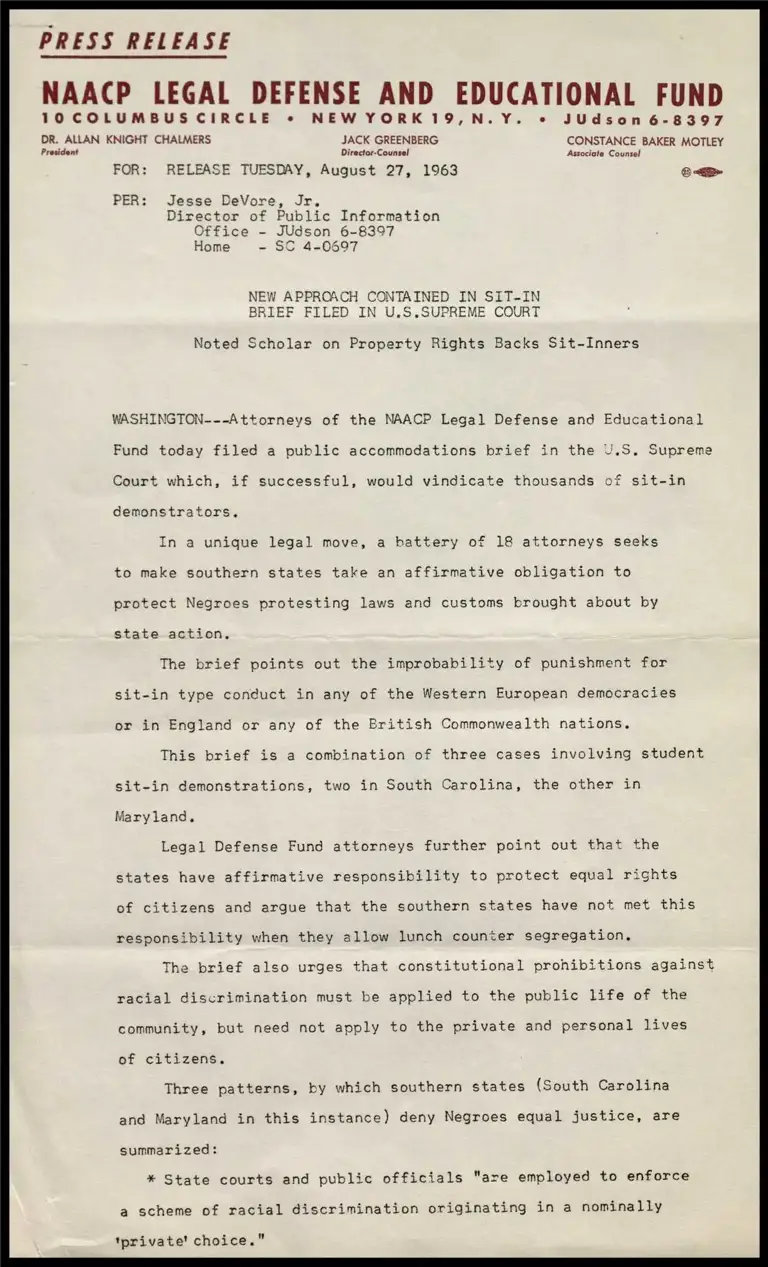 PRESS RELEASE
NAACP LEGAL DEFENSE AND EDUCATIONAL FUND
10 COLUMBUS CIRCLE • NEW YORK 19, N. Y. • JUdson 6-8397
DR. ALLAN KNIGHT CHALMERS JACK GREENBERG CONSTANCE BAKER MOTLEY
President Director-Counsel Associate Counsel
FOR: RELEASE TUESDAY, August 27, 1963
PER: Jesse DeVore, Jr.
Director of Public Information
Office - JUdson 6-8397
Home - SC 4-0697
NEW APPROACH CONTAINED IN SIT-IN
BRIEF FILED IN U.S.SUPREME COURT
Noted Scholar on Property Rights Backs Sit-Inners
WASHINGTON---Attorneys of the NAACP Legal Defense and Educational
Fund today filed a public accommodations brief in the U.S. Supreme
Court which, if successful, would vindicate thousands of sit-in
demonstrators.
In a unique legal move, a battery of 18 attorneys seeks
to make southern states take an affirmative obligation to
protect Negroes protesting laws and customs brought about by
state action.
The brief points out the improbability of punishment for
sit-in type conduct in any of the Western European democracies
or in England or any of the British Commonwealth nations.
This brief is a combination of three cases involving student
sit-in demonstrations, two in South Carolina, the other in
Maryland.
Legal Defense Fund attorneys further point out that the
states have affirmative responsibility to protect equal rights
of citizens and argue that the southern states have not met this
responsibility when they allow lunch counter segregation.
The brief also urges that constitutional prohibitions against
racial discrimination must be applied to the public life of the
community, but need not apply to the private and personal lives
of citizens.
Three patterns, by which southern states (South Carolina
and Maryland in this instance) deny Negroes equal justice, are
summarized:
* State courts and public officials "are employed to enforce
a scheme of racial discrimination originating in a nominally
'private' choice."